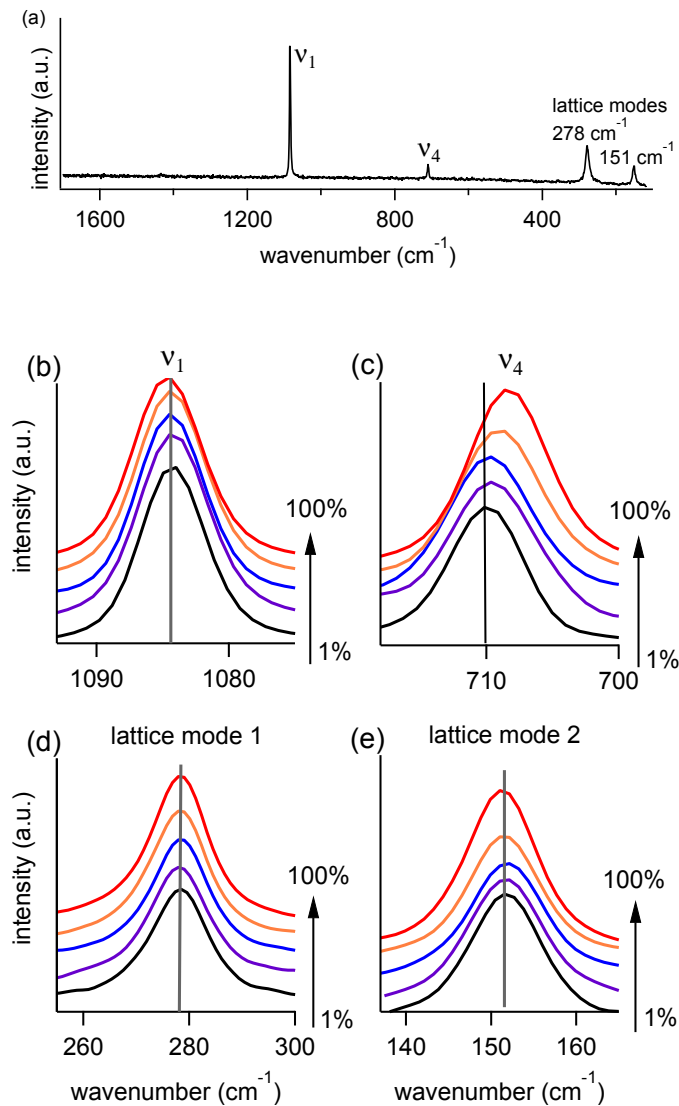 (a)
ν₁
ν₄
lattice modes
278 cm⁻¹
151 cm⁻¹
intensity (a.u.)
1600 1200 800 400
wavenumber (cm⁻¹)
(b) ν₁
(c) ν₄
intensity (a.u.)
100%
1%
100%
1%
1090 1080
710 700
(d) lattice mode 1
(e) lattice mode 2
intensity (a.u.)
100%
1%
100%
1%
260 280 300
140 150 160
wavenumber (cm⁻¹)
wavenumber (cm⁻¹)